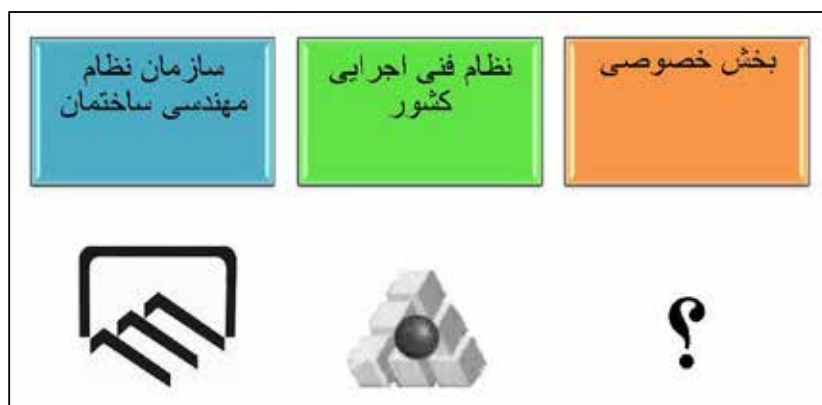 بخش خصوصی
نظام فنی اجرایی
کشور
سازمان نظام
مهندسی ساختمان
؟